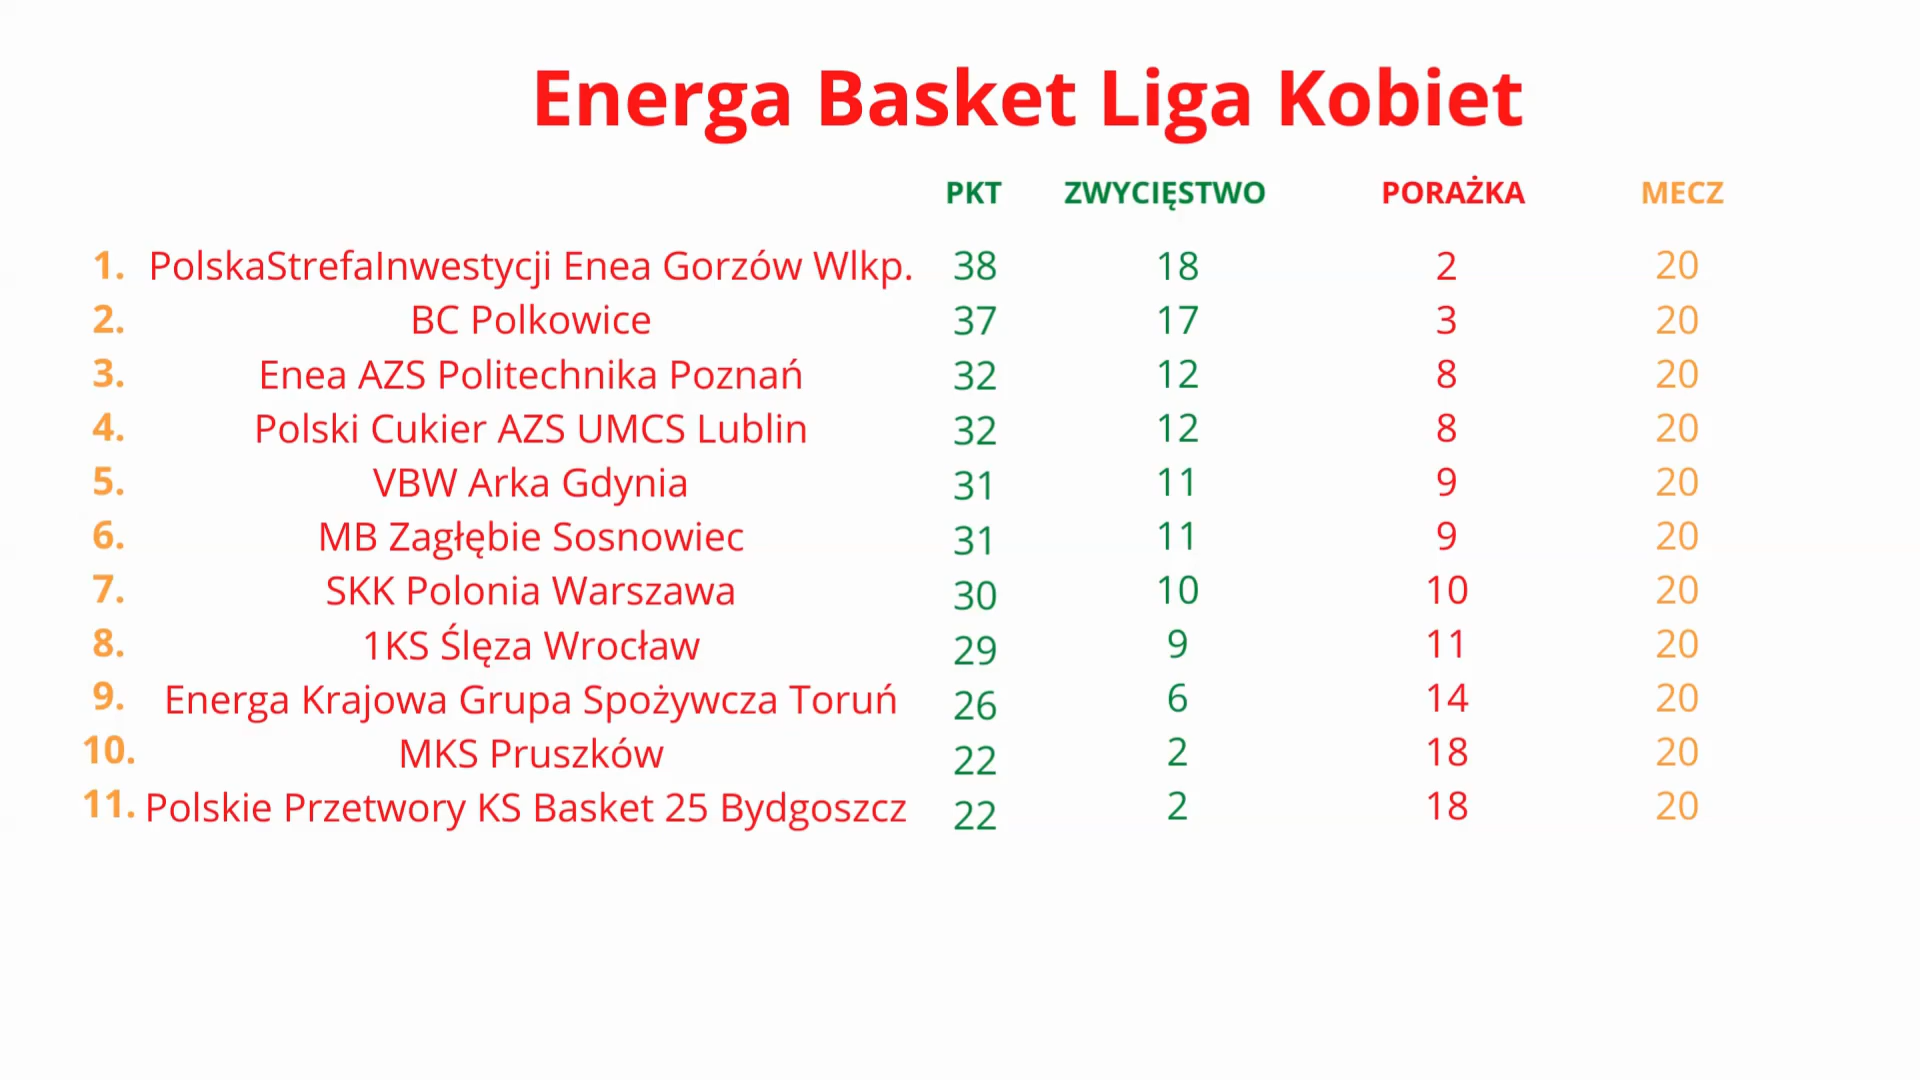 Energa Basket Liga Kobiet
PKT ZWYCIĘSTWO PORAŻKA MECZ
1. PolskaStrefaInwestycji Enea Gorzów Wlkp. 38 18 2 20
2. BC Polkowice 37 17 3 20
3. Enea AZS Politechnika Poznań 32 12 8 20
4. Polski Cukier AZS UMCS Lublin 32 12 8 20
5. VBW Arka Gdynia 31 11 9 20
6. MB Zagłębie Sosnowiec 31 11 9 20
7. SKK Polonia Warszawa 30 10 10 20
8. 1KS Ślęza Wrocław 29 9 11 20
9. Energa Krajowa Grupa Spożywcza Toruń 26 6 14 20
10. MKS Pruszków 22 2 18 20
11. Polskie Przetwory KS Basket 25 Bydgoszcz 22 2 18 20